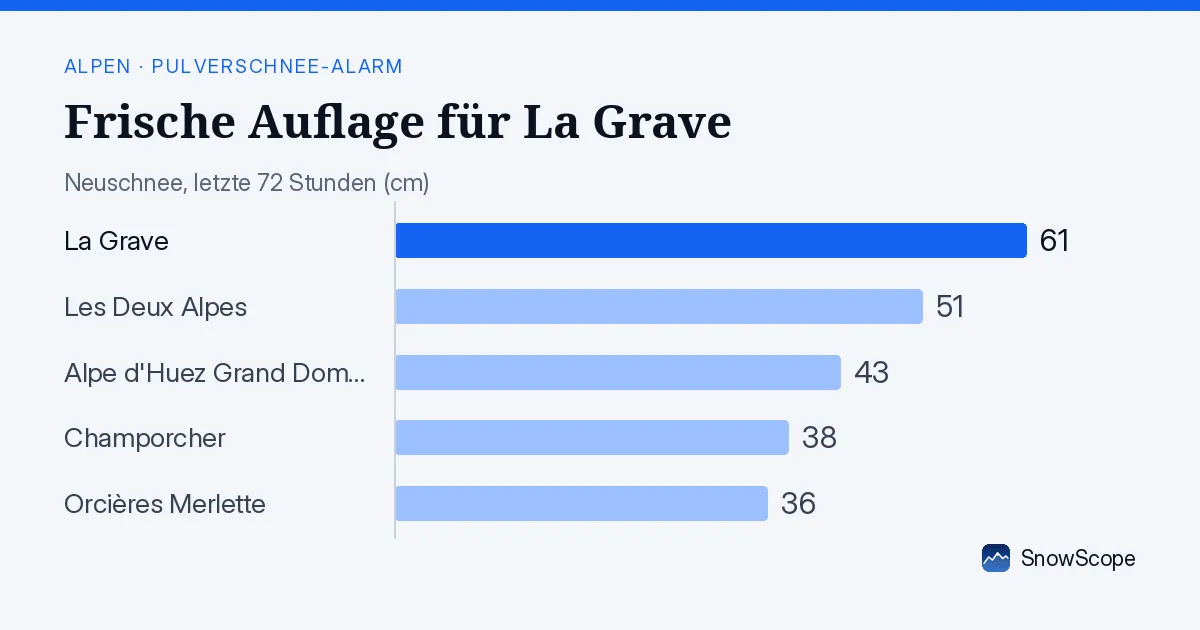 ALPEN · PULVERSCHNEE-ALARM
Frische Auflage für La Grave
Neuschnee, letzte 72 Stunden (cm)
La Grave 61
Les Deux Alpes 51
Alpe d'Huez Grand Dom... 43
Champorcher 38
Orcières Merlette 36
SnowScope